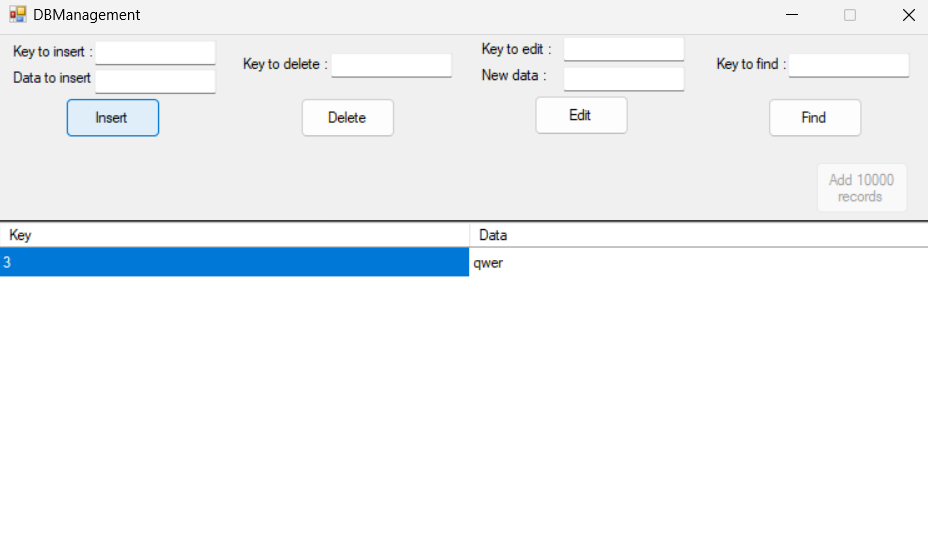 DBManagement
Key to insert :
Data to insert
Insert
Key to delete :
Delete
Key to edit :
New data :
Edit
Key to find :
Find
Add 10000
records
Key Data
3 qwer